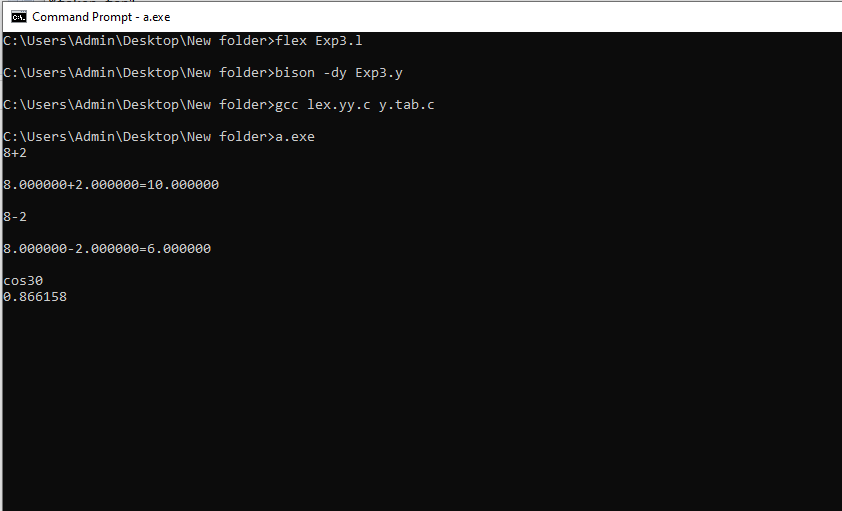 Command Prompt - a.exe
C:\Users\Admin\Desktop\New folder>flex Exp3.l
C:\Users\Admin\Desktop\New folder>bison -dy Exp3.y
C:\Users\Admin\Desktop\New folder>gcc lex.yy.c y.tab.c
C:\Users\Admin\Desktop\New folder>a.exe
8+2
8.000000+2.000000=10.000000
8-2
8.000000-2.000000=6.000000
cos30
0.866158